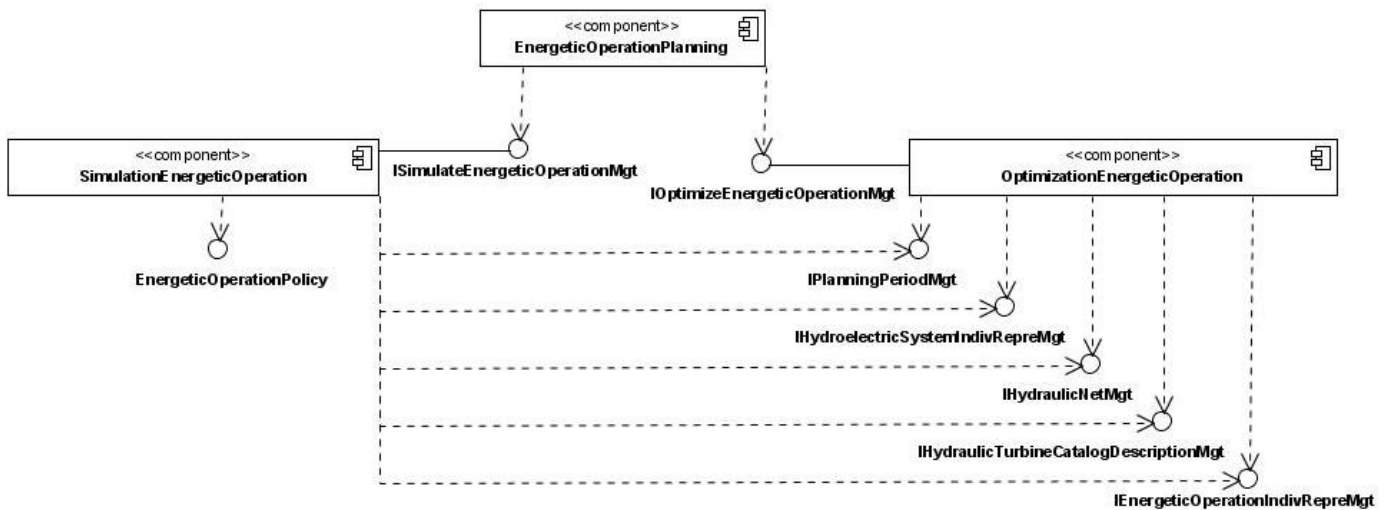 <<component>>
EnergeticOperationPlanning
<<component>>
SimulationEnergeticOperation
ISimulateEnergeticOperationMgt
<<component>>
OptimizationEnergeticOperation
IOptimizeEnergeticOperationMgt
EnergeticOperationPolicy
IPlanningPeriodMgt
IHydroelectricSystemIndivRepreMgt
IHydraulicNetMgt
IHydraulicTurbineCatalogDescriptionMgt
IEnergeticOperationIndivRepreMgt